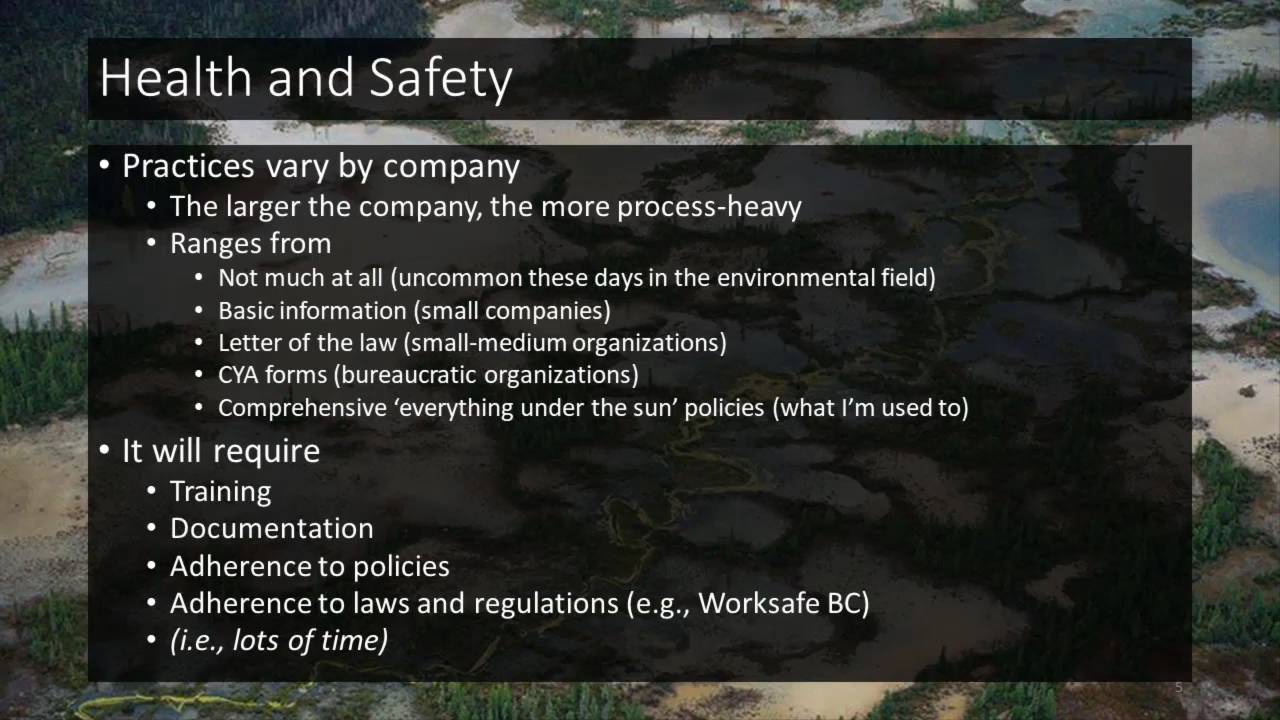 Health and Safety
• Practices vary by company
• The larger the company, the more process-heavy
• Ranges from
• Not much at all (uncommon these days in the environmental field)
• Basic information (small companies)
• Letter of the law (small-medium organizations)
• CYA forms (bureaucratic organizations)
• Comprehensive ‘everything under the sun’ policies (what I’m used to)
• It will require
• Training
• Documentation
• Adherence to policies
• Adherence to laws and regulations (e.g., Worksafe BC)
• (i.e., lots of time)
5